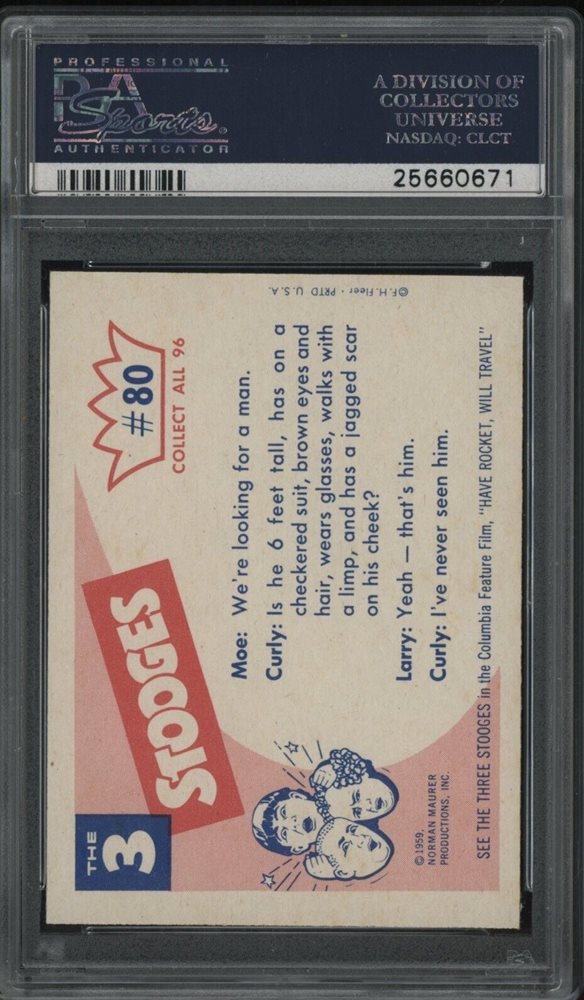 PROFESSIONAL
PSA
Sports
AUTHENTICATOR
A DIVISION OF
COLLECTORS
UNIVERSE
NASDAQ: CLCT
25660671
THE
3
STOOGES
#80
COLLECT ALL 96
Moe: We're looking for a man.
Curly: Is he 6 feet tall, has on a
checkered suit, brown eyes and
hair, wears glasses, walks with
a limp, and has a jagged scar
on his cheek?
Larry: Yeah — that's him.
Curly: I've never seen him.
©F.H. Fleer · PRTD U.S.A.
©1959,
NORMAN MAURER
PRODUCTIONS, INC.
SEE THE THREE STOOGES in the Columbia Feature Film, "HAVE ROCKET, WILL TRAVEL"